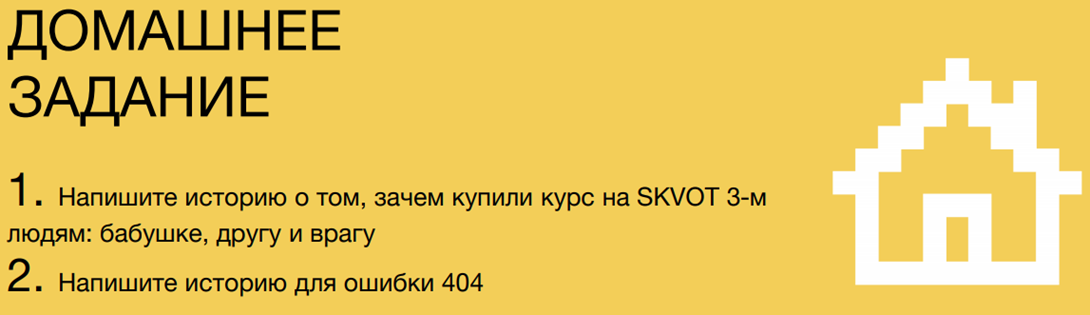 ДОМАШНЕЕ
ЗАДАНИЕ
1. Напишите историю о том, зачем купили курс на SKVOT 3-м
людям: бабушке, другу и врагу
2. Напишите историю для ошибки 404